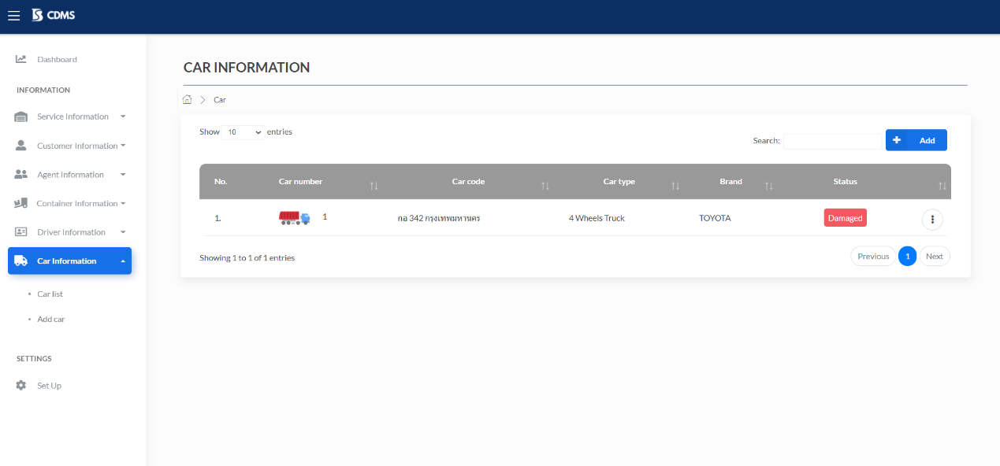 CDMS
Dashboard
INFORMATION
Service Information
Customer Information
Agent Information
Container Information
Driver Information
Car Information
Car list
Add car
SETTINGS
Set Up
CAR INFORMATION
Car
Show 10 entries
Search:
Add
No. Car number Car code Car type Brand Status
1. 1 กอ 342 กรุงเทพมหานคร 4 Wheels Truck TOYOTA Damaged
Showing 1 to 1 of 1 entries
Previous 1 Next